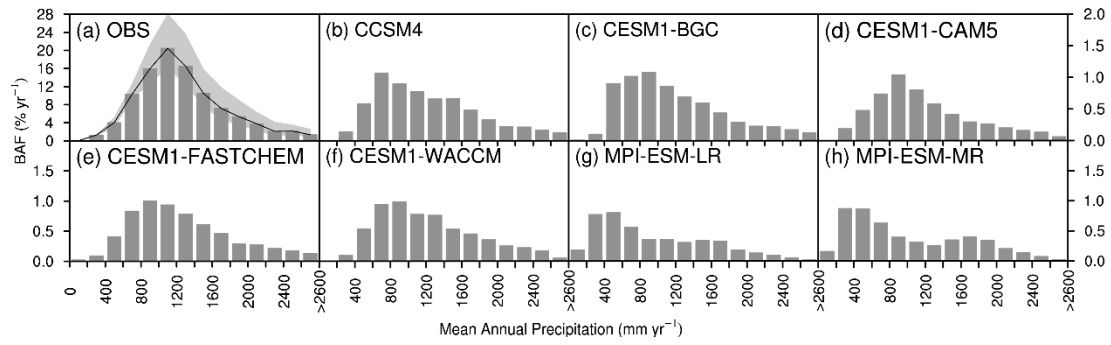 (a) OBS
(b) CCSM4
(c) CESM1-BGC
(d) CESM1-CAM5
28
24
20
16
12
8
4
0
2.0
1.5
1.0
0.5
0.0
BAF (% yr⁻¹)
(e) CESM1-FASTCHEM
(f) CESM1-WACCM
(g) MPI-ESM-LR
(h) MPI-ESM-MR
1.0
0.5
0.0
1.0
0.5
0.0
0 400 800 1200 1600 2000 2400 >2600
400 800 1200 1600 2000 2400 >2600
400 800 1200 1600 2000 2400 >2600
400 800 1200 1600 2000 2400 >2600
Mean Annual Precipitation (mm yr⁻¹)